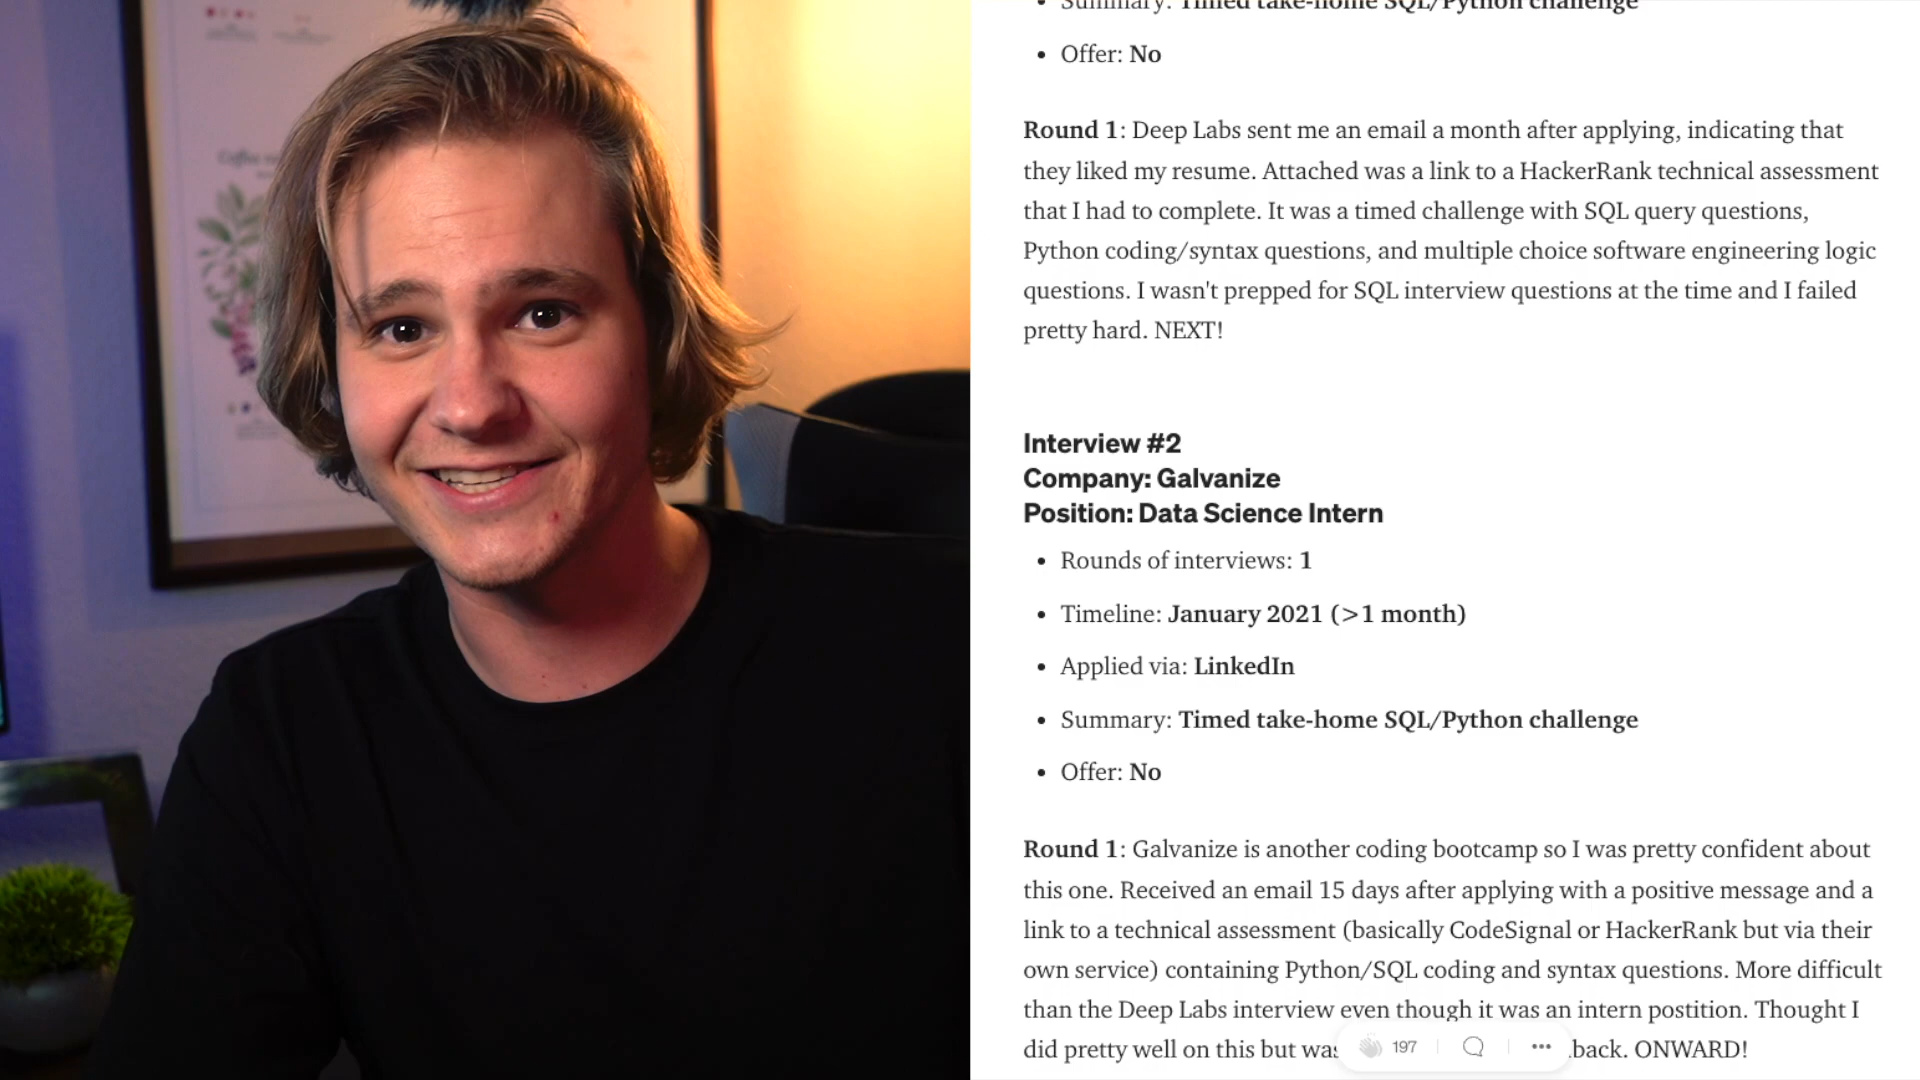 Summary: Timed take-home SQL/Python challenge
Offer: No
Round 1: Deep Labs sent me an email a month after applying, indicating that
they liked my resume. Attached was a link to a HackerRank technical assessment
that I had to complete. It was a timed challenge with SQL query questions,
Python coding/syntax questions, and multiple choice software engineering logic
questions. I wasn't prepped for SQL interview questions at the time and I failed
pretty hard. NEXT!
Interview #2
Company: Galvanize
Position: Data Science Intern
Rounds of interviews: 1
Timeline: January 2021 (>1 month)
Applied via: LinkedIn
Summary: Timed take-home SQL/Python challenge
Offer: No
Round 1: Galvanize is another coding bootcamp so I was pretty confident about
this one. Received an email 15 days after applying with a positive message and a
link to a technical assessment (basically CodeSignal or HackerRank but via their
own service) containing Python/SQL coding and syntax questions. More difficult
than the Deep Labs interview even though it was an intern postition. Thought I
did pretty well on this but was back. ONWARD!
197